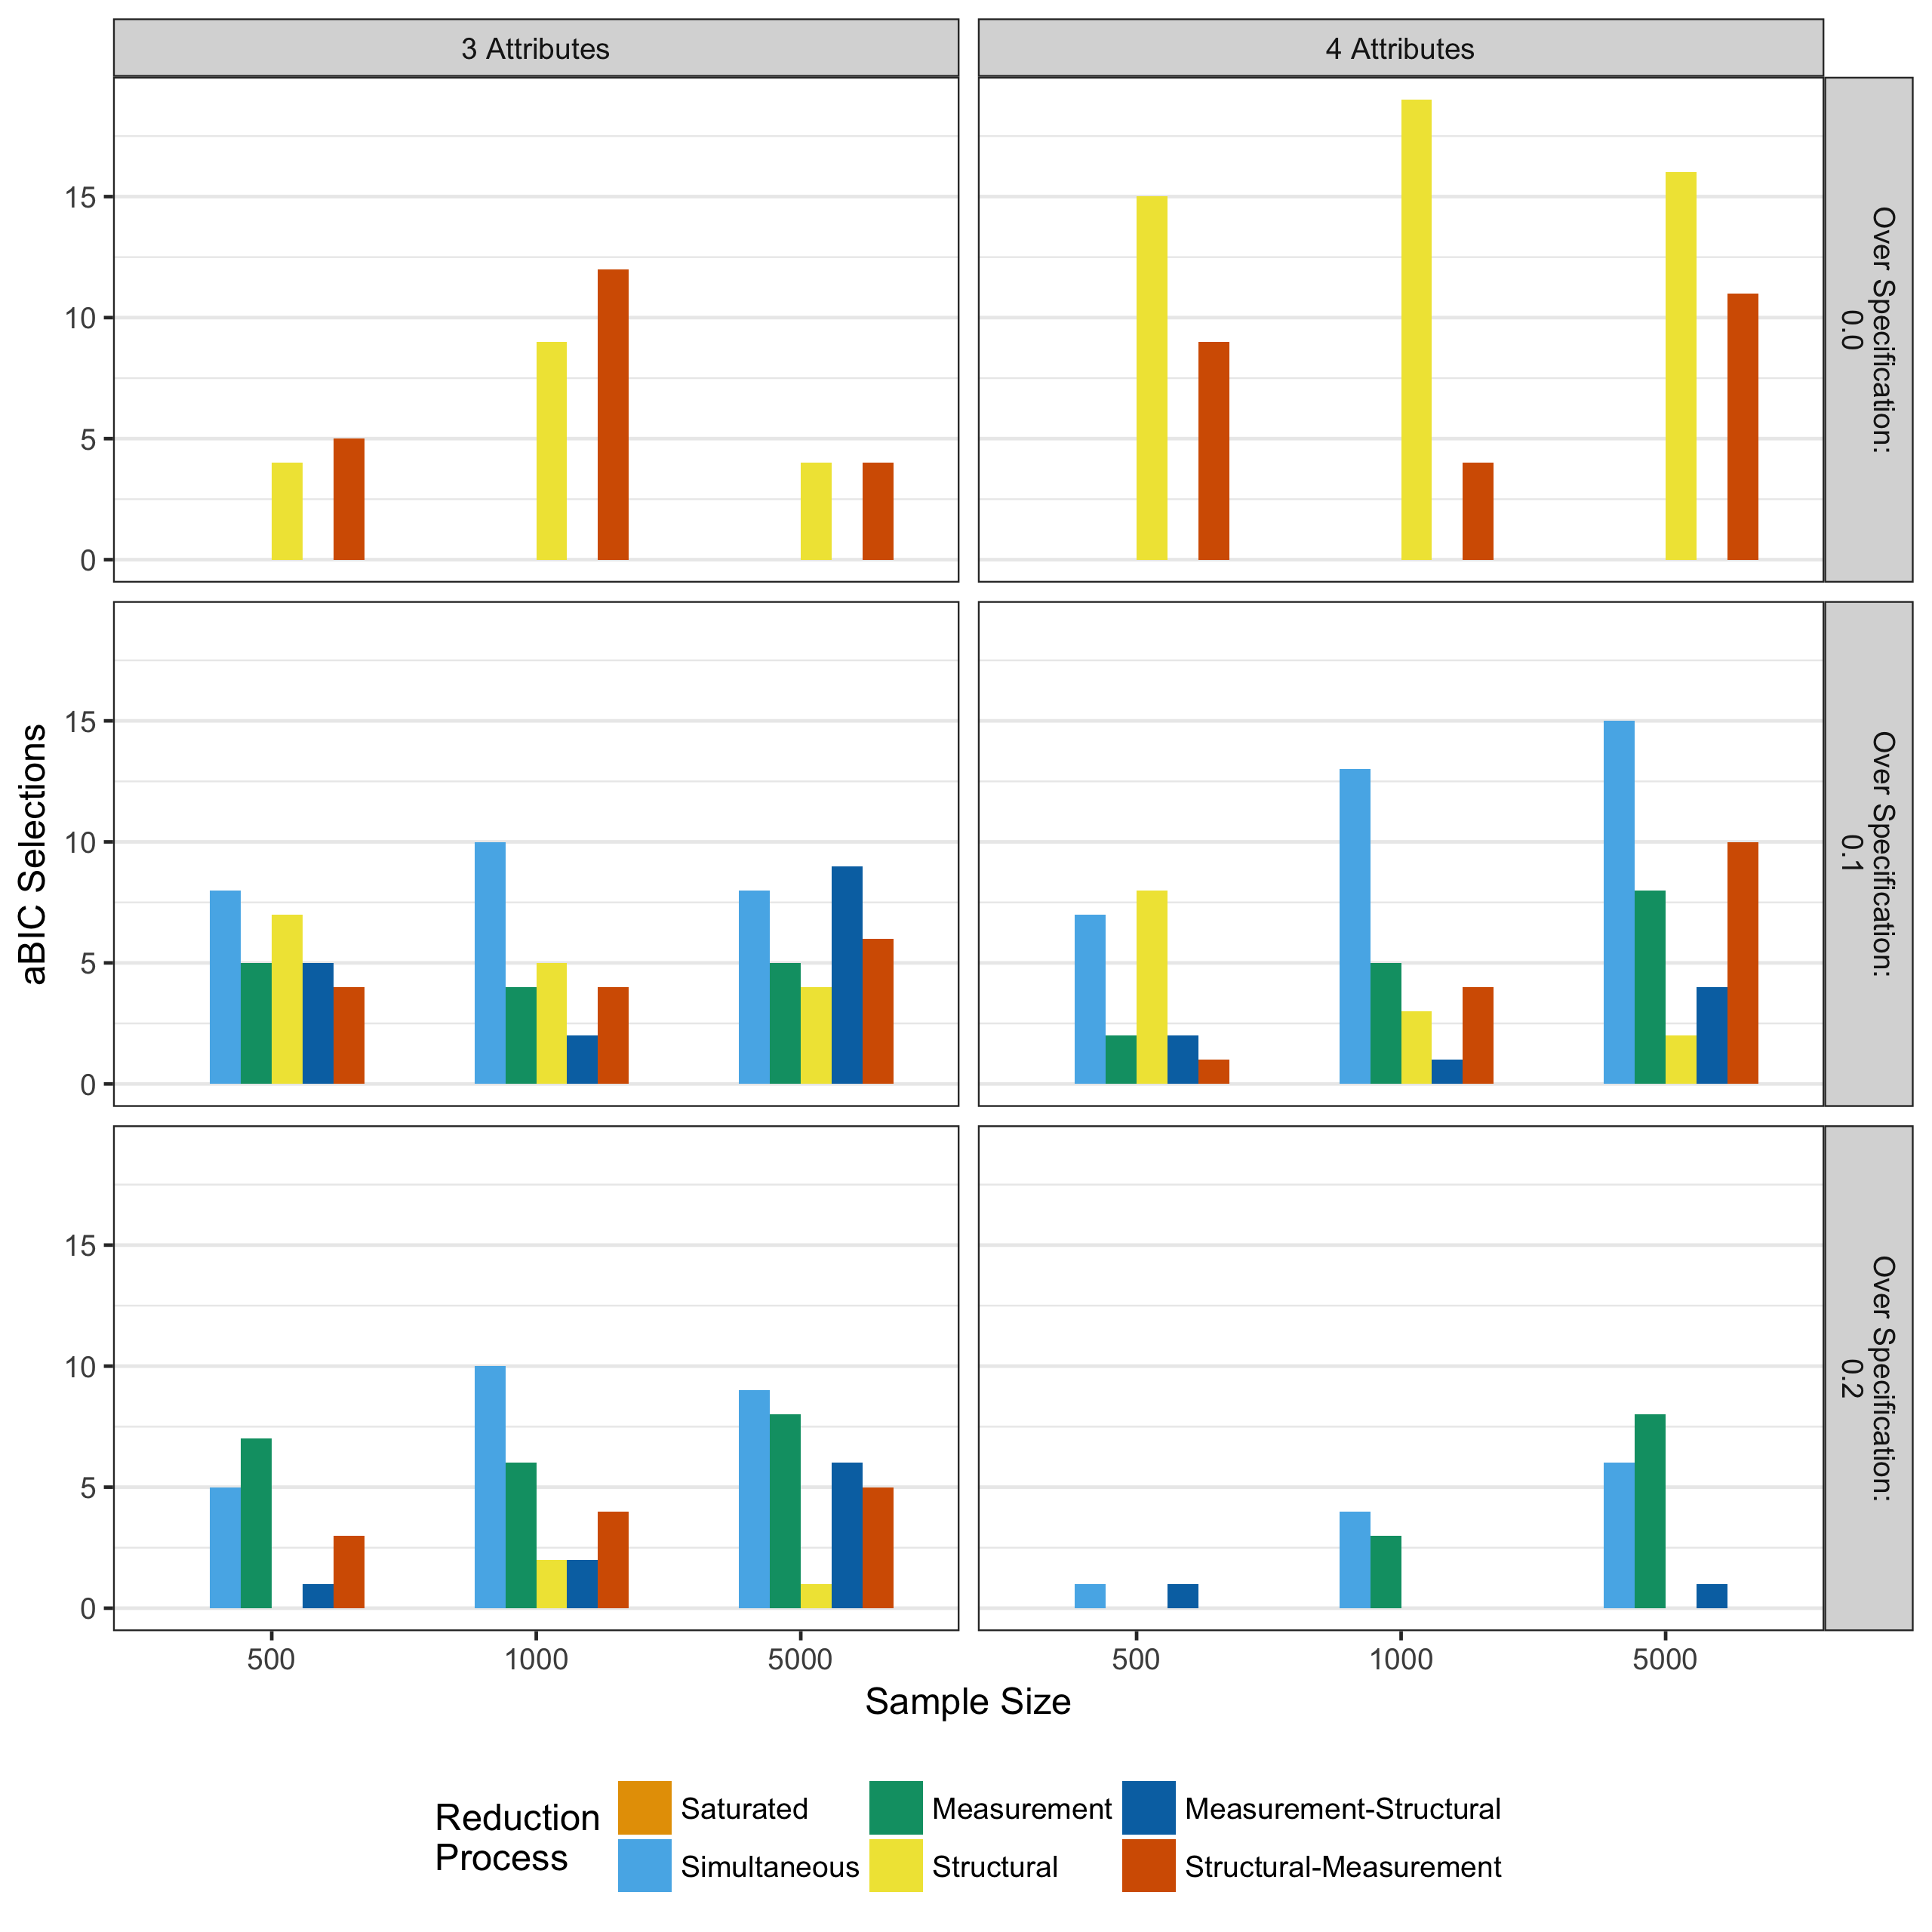 3 Attributes
4 Attributes
15
10
5
0
Over Specification:
0.0
aBIC Selections
15
10
5
0
Over Specification:
0.1
15
10
5
0
Over Specification:
0.2
500
1000
5000
500
1000
5000
Sample Size
Reduction
Process
Saturated
Measurement
Measurement-Structural
Simultaneous
Structural
Structural-Measurement